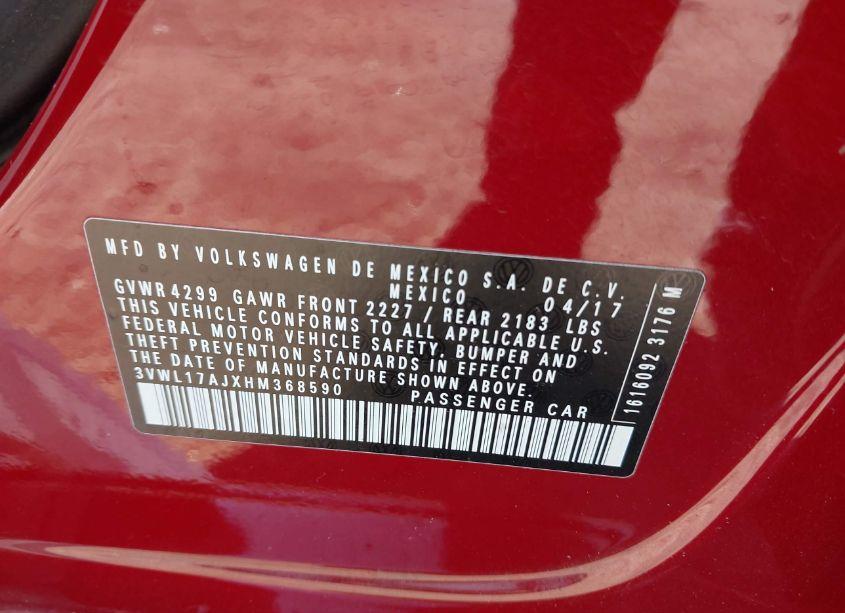 MFD BY VOLKSWAGEN DE MEXICO S.A. DE C.V.
MEXICO 04/17
GVWR 4299 GAWR FRONT 2227 / REAR 2183 LBS
THIS VEHICLE CONFORMS TO ALL APPLICABLE U.S.
FEDERAL MOTOR VEHICLE SAFETY, BUMPER AND
THEFT PREVENTION STANDARDS IN EFFECT ON
THE DATE OF MANUFACTURE SHOWN ABOVE.
3VWL17AJXHM368590 PASSENGER CAR
1616092 3176 M